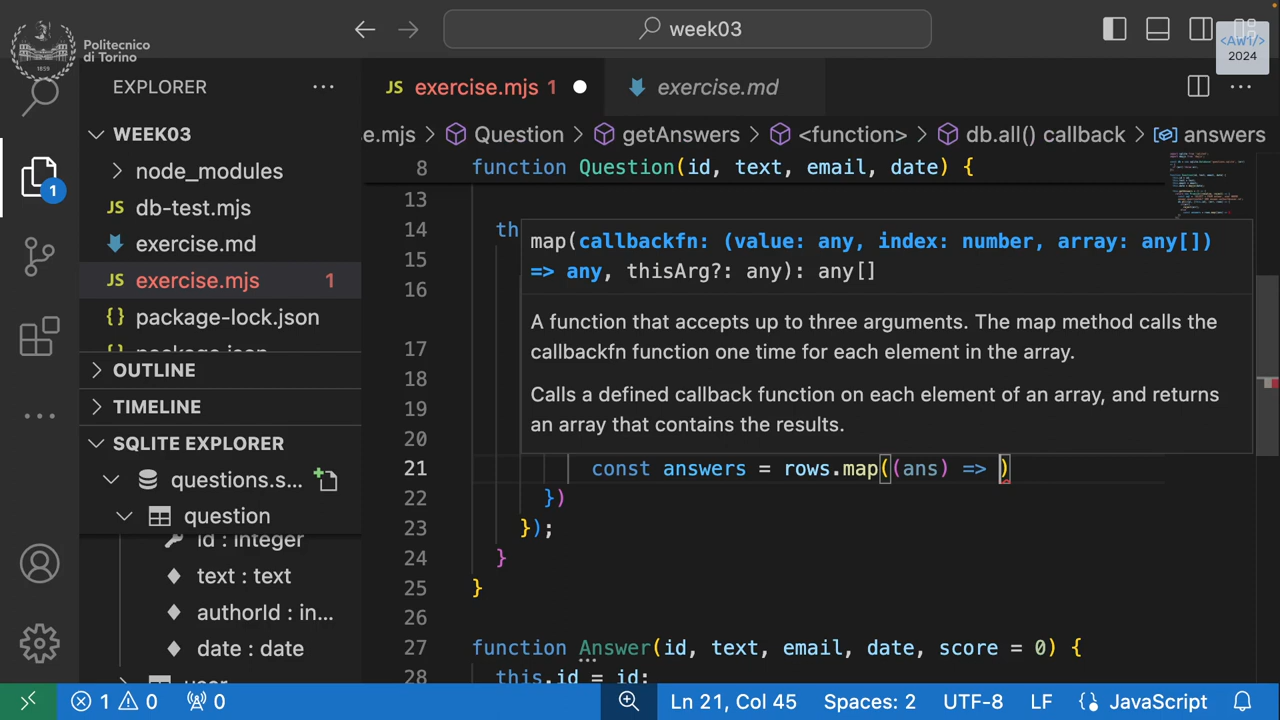 Politecnico
di Torino
1859
week03
<AW1/>
2024
EXPLORER
JS exercise.mjs 1
exercise.md
e.mjs > Question > getAnswers > <function> > db.all() callback > answers
WEEK03
node_modules
JS db-test.mjs
exercise.md
JS exercise.mjs 1
{} package-lock.json
OUTLINE
TIMELINE
SQLITE EXPLORER
questions.s...
question
id : integer
text : text
authorId : in...
date : date
1
8 function Question(id, text, email, date) {
13
14 th
15
16
map(callbackfn: (value: any, index: number, array: any[])
=> any, thisArg?: any): any[]
A function that accepts up to three arguments. The map method calls the
callbackfn function one time for each element in the array.
Calls a defined callback function on each element of an array, and returns
an array that contains the results.
17
18
19
20
21 const answers = rows.map((ans) => )
22 })
23 });
24 }
25 }
26
27 function Answer(id, text, email, date, score = 0) {
28 this.id = id;
1 0 0
Ln 21, Col 45 Spaces: 2 UTF-8 LF {} JavaScript